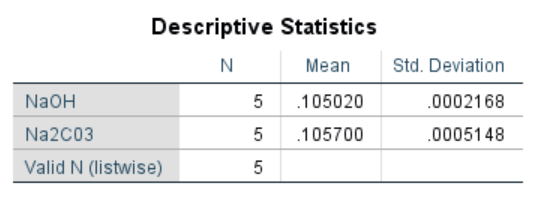 Descriptive Statistics
N Mean Std. Deviation
NaOH 5 .105020 .0002168
Na2C03 5 .105700 .0005148
Valid N (listwise) 5